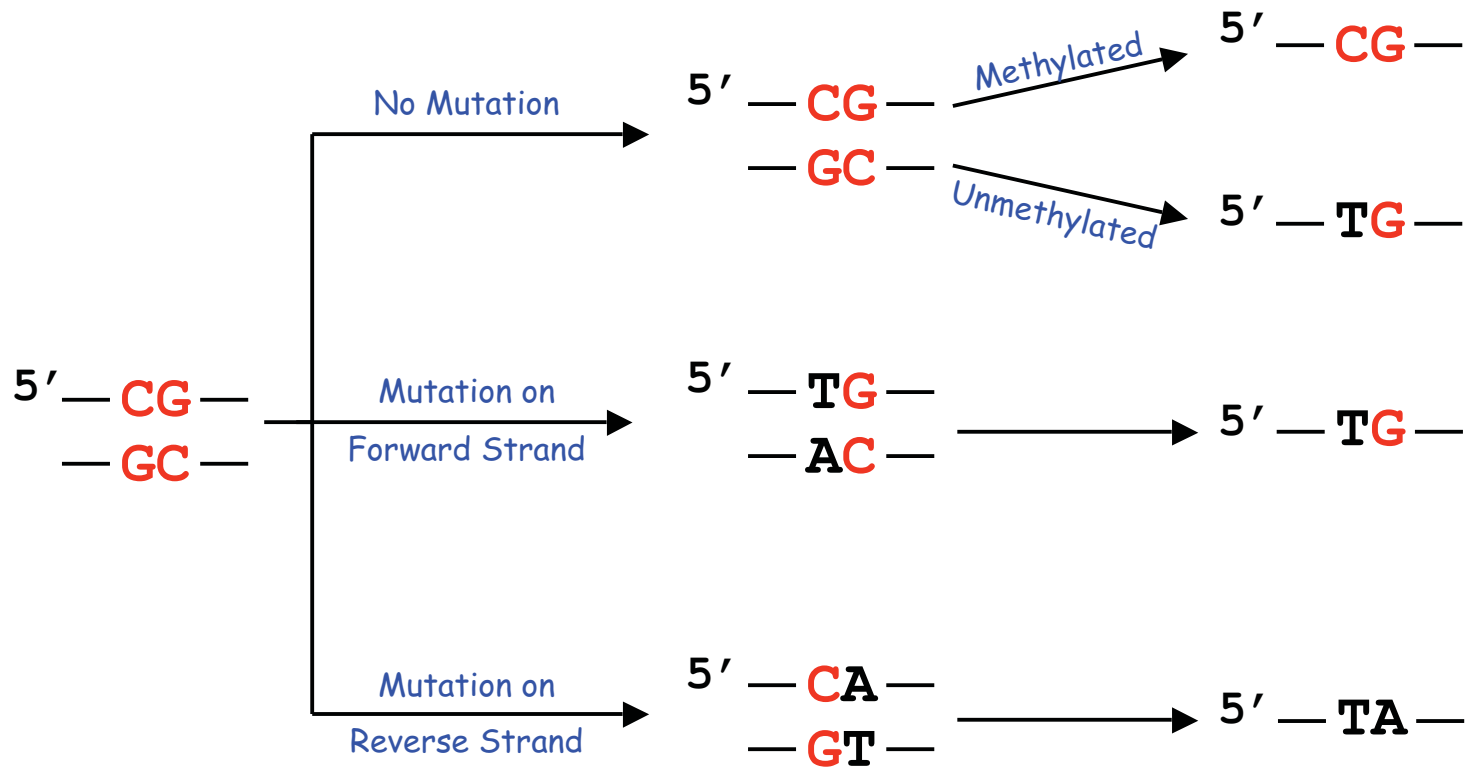 5′ CG
GC
No Mutation
5′ CG
GC
Methylated
5′ CG
Unmethylated
5′ TG
Mutation on
Forward Strand
5′ TG
AC
5′ TG
Mutation on
Reverse Strand
5′ CA
GT
5′ TA